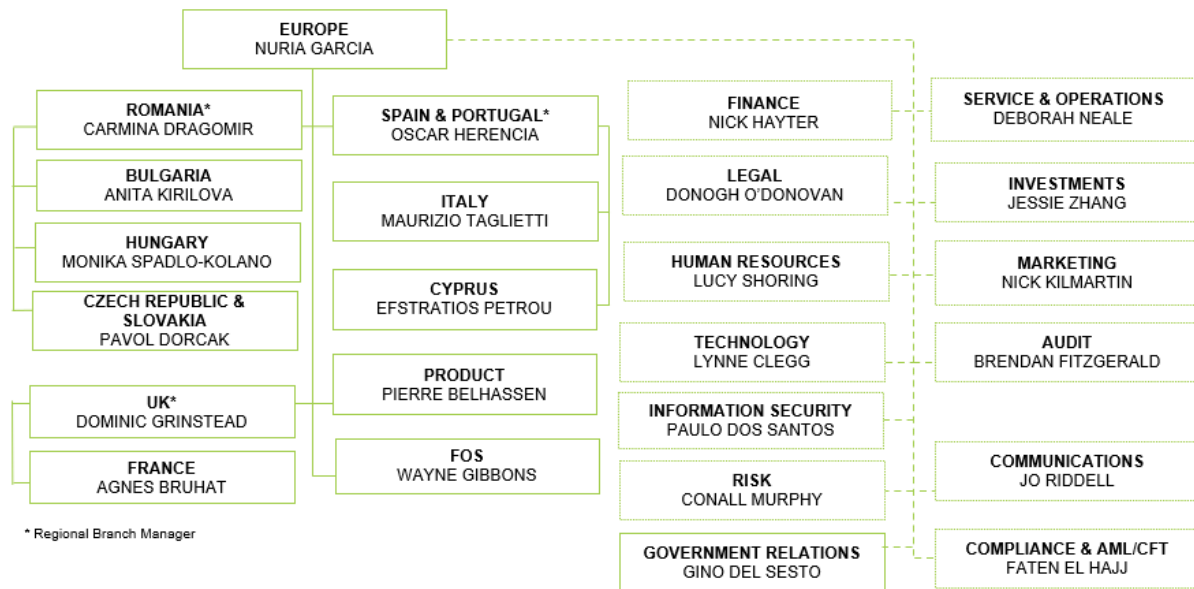 EUROPE
NURIA GARCIA
ROMANIA*
CARMINA DRAGOMIR
BULGARIA
ANITA KIRILOVA
HUNGARY
MONIKA SPADLO-KOLANO
CZECH REPUBLIC &
SLOVAKIA
PAVOL DORCAK
UK*
DOMINIC GRINSTEAD
FRANCE
AGNES BRUHAT
* Regional Branch Manager
SPAIN & PORTUGAL*
OSCAR HERENCIA
ITALY
MAURIZIO TAGLIETTI
CYPRUS
EFSTRATIOS PETROU
PRODUCT
PIERRE BELHASSEN
FOS
WAYNE GIBBONS
FINANCE
NICK HAYTER
LEGAL
DONOGH O’DONOVAN
HUMAN RESOURCES
LUCY SHORING
TECHNOLOGY
LYNNE CLEGG
INFORMATION SECURITY
PAULO DOS SANTOS
RISK
CONALL MURPHY
GOVERNMENT RELATIONS
GINO DEL SESTO
SERVICE & OPERATIONS
DEBORAH NEALE
INVESTMENTS
JESSIE ZHANG
MARKETING
NICK KILMARTIN
AUDIT
BRENDAN FITZGERALD
COMMUNICATIONS
JO RIDDELL
COMPLIANCE & AML/CFT
FATEN EL HAJJ